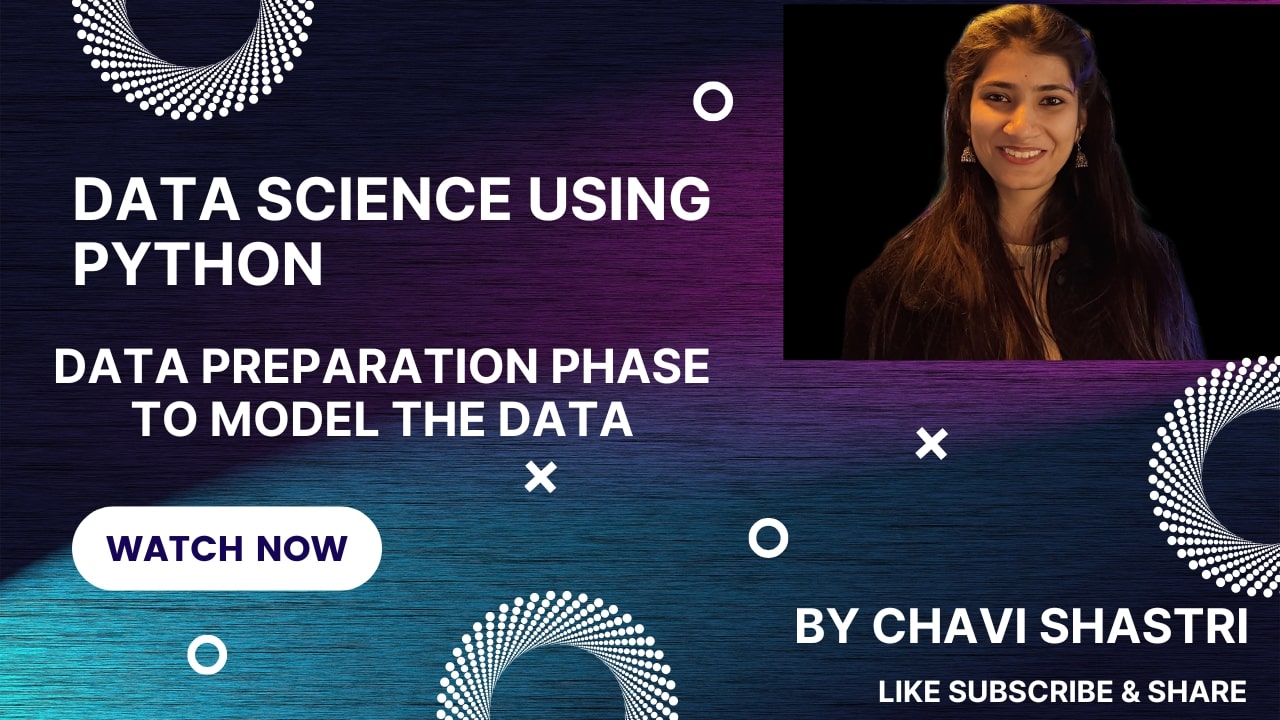 DATA SCIENCE USING
PYTHON
DATA PREPARATION PHASE
TO MODEL THE DATA
WATCH NOW
BY CHAVI SHASTRI
LIKE SUBSCRIBE & SHARE